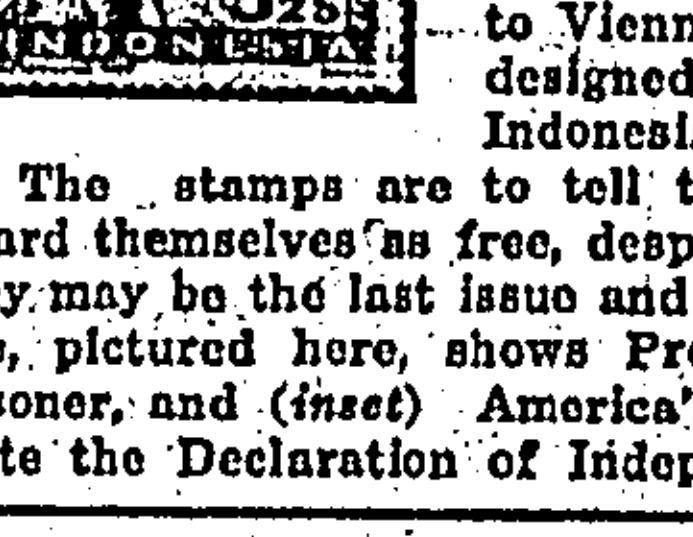 INDONESIA
to Vienn
designed
Indonesi
The stamps are to tell t
ard themselves as free, desp
y may be the last issue and
, pictured here, shows Pr
soner, and (inset) America'
te the Declaration of Indep